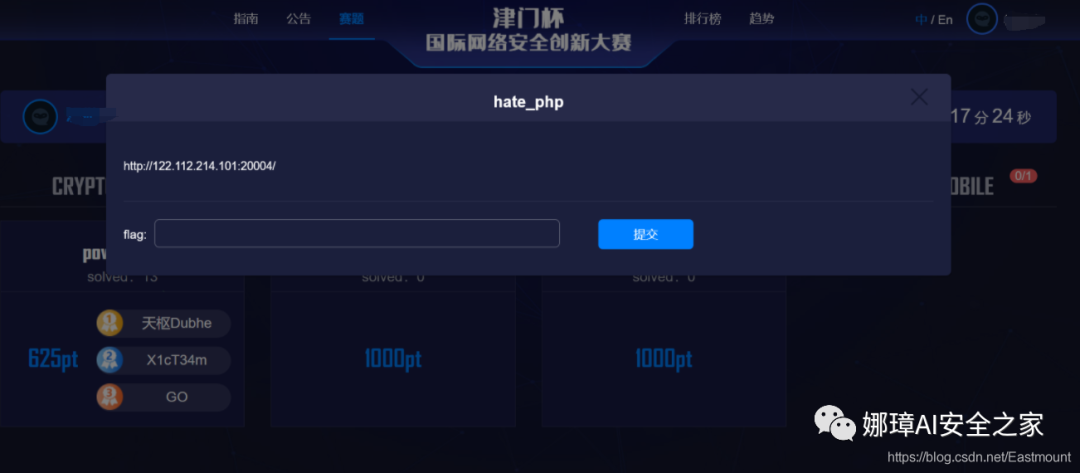 指南 公告 赛题
津门杯
国际网络安全创新大赛
排行榜 趋势
中 / En
hate_php
17 分 24 秒
http://122.112.214.101:20004/
CRYPT
OBILE
0/1
flag:
提交
pow
solved: 13
solved: 0
solved: 0
625pt
1 天枢Dubhe
2 X1cT34m
3 GO
1000pt
1000pt
娜璋AI安全之家
https://blog.csdn.net/Eastmount